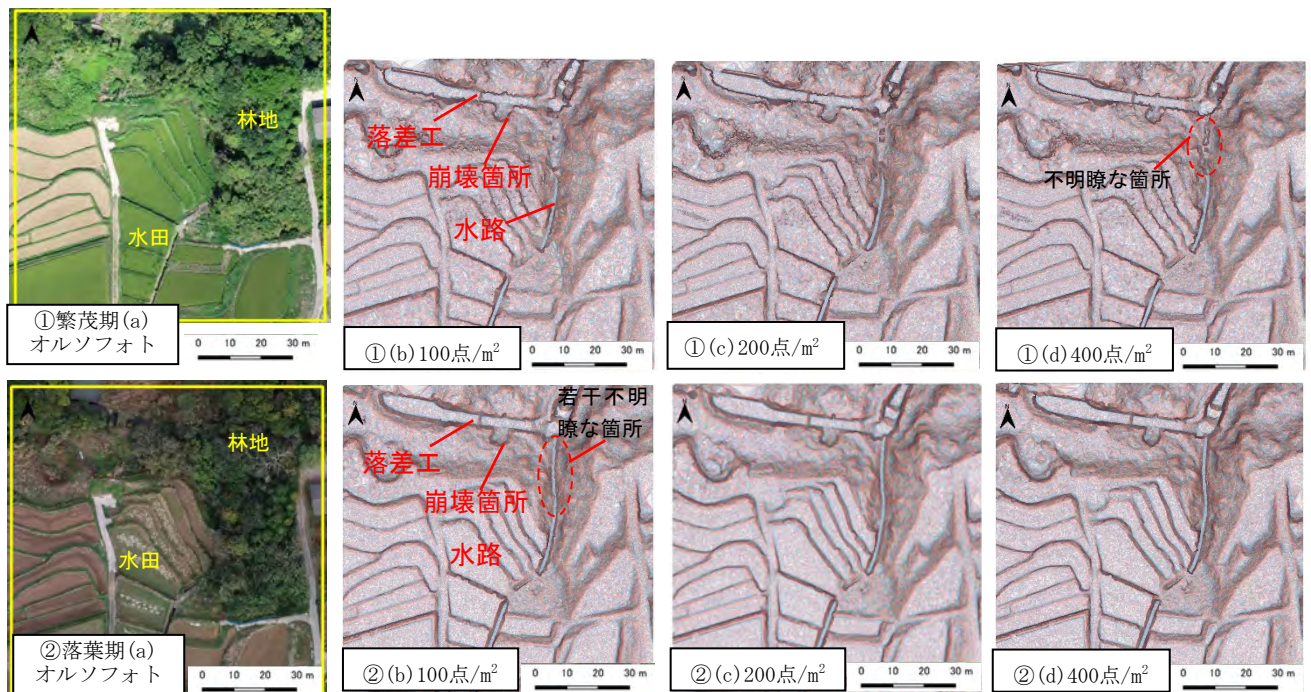 林地
水田
①繁茂期(a)
オルソフォト
0 10 20 30 m
N
落差工
崩壊箇所
水路
①(b)100点/m²
0 10 20 30 m
N
①(c)200点/m²
0 10 20 30 m
N
不明瞭な箇所
①(d)400点/m²
0 10 20 30 m
林地
水田
②落葉期(a)
オルソフォト
0 10 20 30 m
N
若干不明
瞭な箇所
落差工
崩壊箇所
水路
②(b)100点/m²
0 10 20 30 m
N
②(c)200点/m²
0 10 20 30 m
N
②(d)400点/m²
0 10 20 30 m